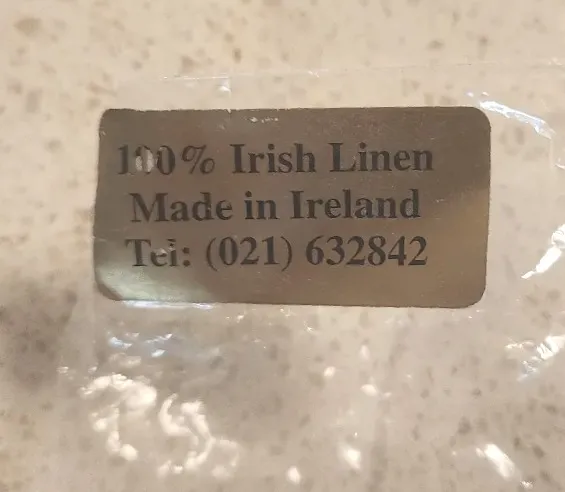 100% Irish Linen
Made in Ireland
Tel: (021) 632842